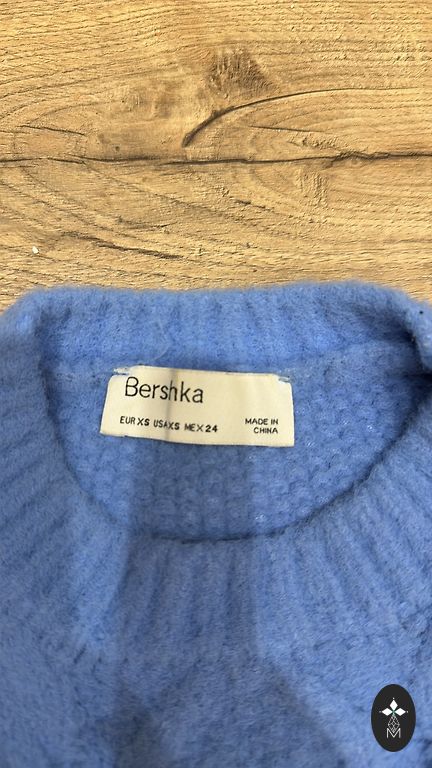 Bershka
EUR XS USA XS MEX 24
MADE IN
CHINA
M